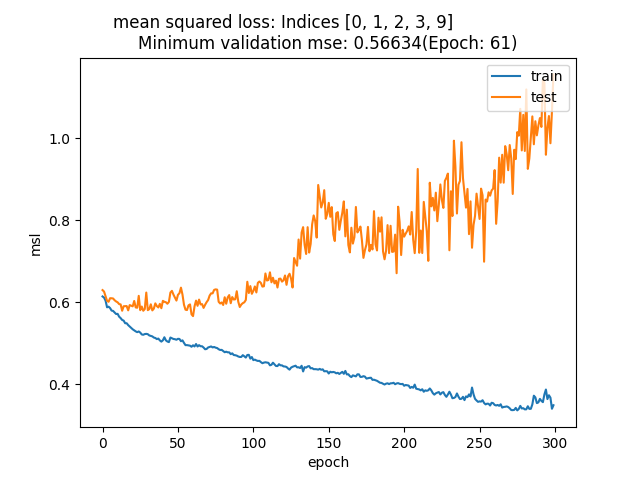 mean squared loss: Indices [0, 1, 2, 3, 9]
Minimum validation mse: 0.56634(Epoch: 61)
train
test
1.0
0.8
0.6
0.4
msl
0 50 100 150 200 250 300
epoch